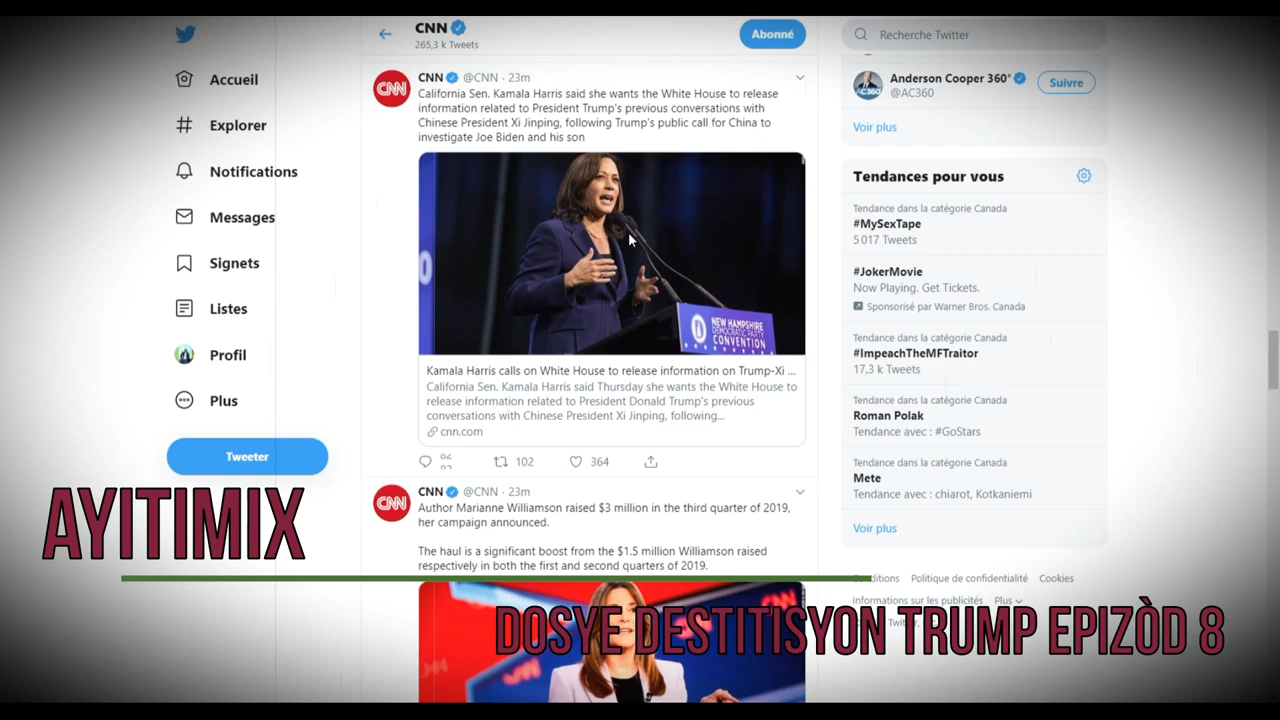 Accueil
Explorer
Notifications
Messages
Signets
Listes
Profil
Plus
Tweeter
CNN
265,3 k Tweets
Abonné
CNN @CNN · 23m
California Sen. Kamala Harris said she wants the White House to release
information related to President Trump's previous conversations with
Chinese President Xi Jinping, following Trump's public call for China to
investigate Joe Biden and his son
NEW HAMPSHIRE
DEMOCRATIC PARTY
CONVENTION
Kamala Harris calls on White House to release information on Trump-Xi ...
California Sen. Kamala Harris said Thursday she wants the White House to
release information related to President Donald Trump's previous
conversations with Chinese President Xi Jinping, following...
cnn.com
102
364
CNN @CNN · 23m
Author Marianne Williamson raised $3 million in the third quarter of 2019,
her campaign announced.
The haul is a significant boost from the $1.5 million Williamson raised
respectively in both the first and second quarters of 2019.
CNN
Recherche Twitter
Anderson Cooper 360°
@AC360
Suivre
Voir plus
Tendances pour vous
Tendance dans la catégorie Canada
#MySexTape
5 017 Tweets
#JokerMovie
Now Playing. Get Tickets.
Sponsorisé par Warner Bros. Canada
Tendance dans la catégorie Canada
#ImpeachTheMFTraitor
17,3 k Tweets
Tendance dans la catégorie Canada
Roman Polak
Tendance avec : #GoStars
Tendance dans la catégorie Canada
Mete
Tendance avec : chiarot, Kotkaniemi
Voir plus
Politique de confidentialité
Cookies
Informations sur les publicités
Plus
AYITIMIX
DOSYE DESTITISYON TRUMP EPIZÒD 8